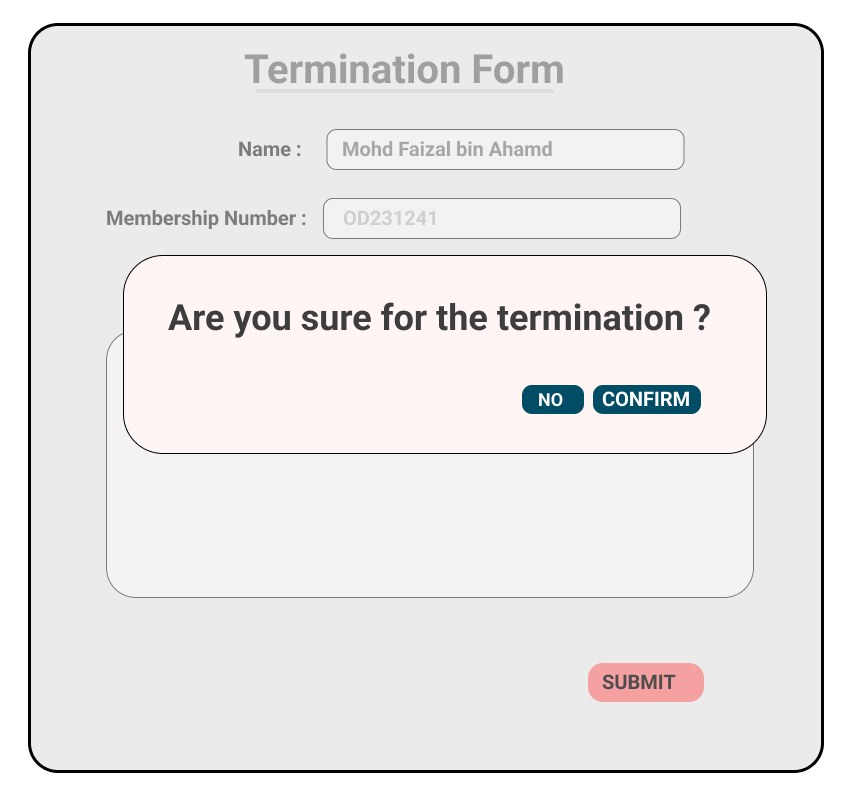 Termination Form
Name : Mohd Faizal bin Ahamd
Membership Number : OD231241
Are you sure for the termination ?
NO CONFIRM
SUBMIT